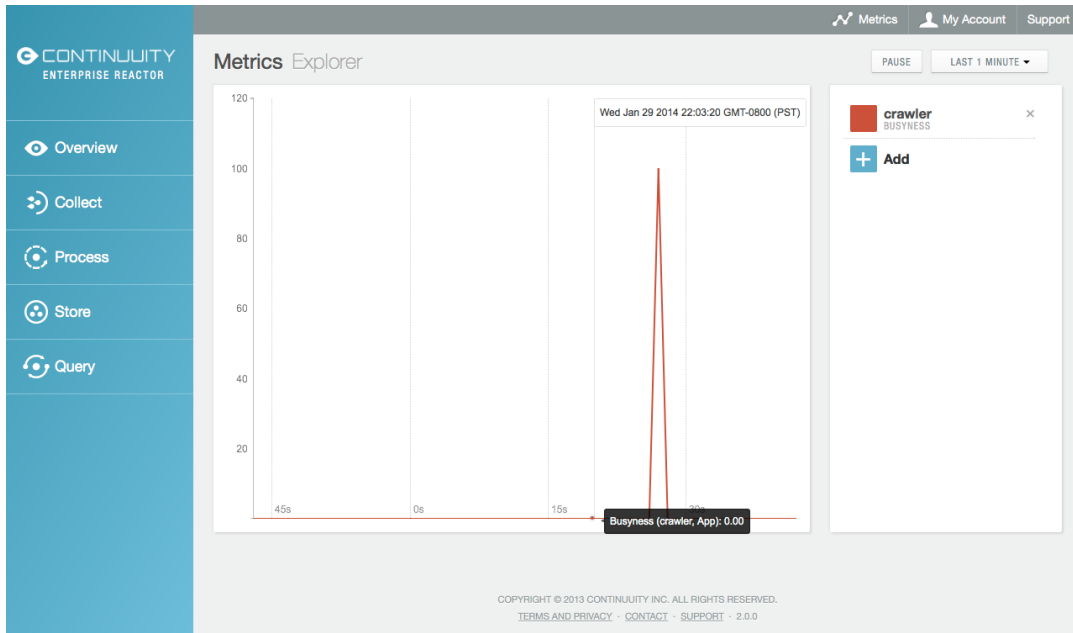 Metrics
My Account
Support
CONTINUUITY
ENTERPRISE REACTOR
Overview
Collect
Process
Store
Query
Metrics Explorer
PAUSE
LAST 1 MINUTE
120
100
80
60
40
20
Wed Jan 29 2014 22:03:20 GMT-0800 (PST)
45s
0s
15s
30s
Busyness (crawler, App): 0.00
crawler
BUSYNESS
Add
COPYRIGHT © 2013 CONTINUUITY INC. ALL RIGHTS RESERVED.
TERMS AND PRIVACY · CONTACT · SUPPORT · 2.0.0